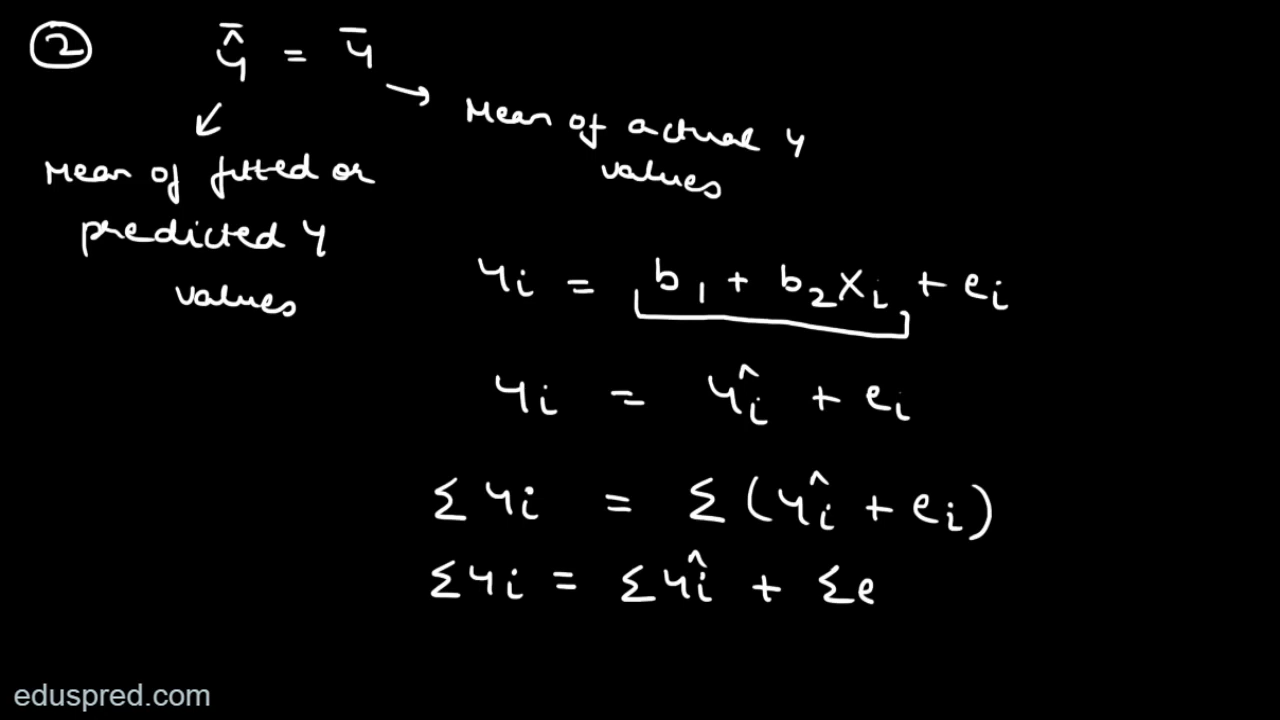 ② ȳ̂ = ȳ
Mean of actual y
values
Mean of fitted or
predicted y
values
yi = b₁ + b₂xi + ei
yi = ŷi + ei
Σ yi = Σ (ŷi + ei)
Σyi = Σŷi + Σe
eduspred.com